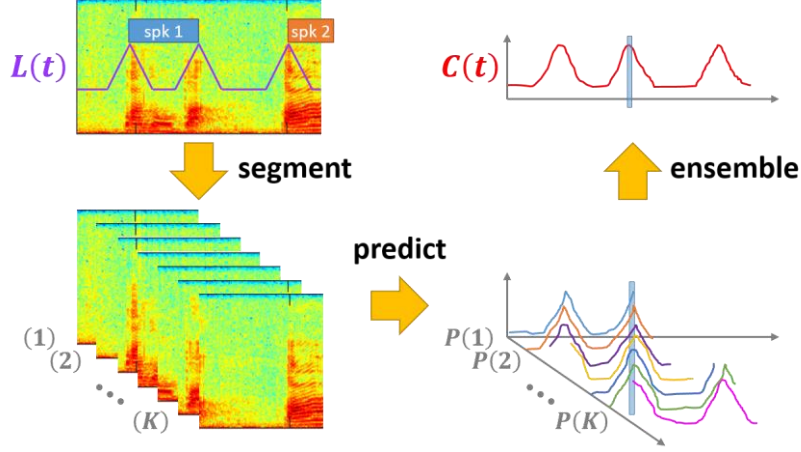 spk 1
spk 2
L(t)
C(t)
segment
ensemble
predict
(1)
(2)
(K)
P(1)
P(2)
P(K)